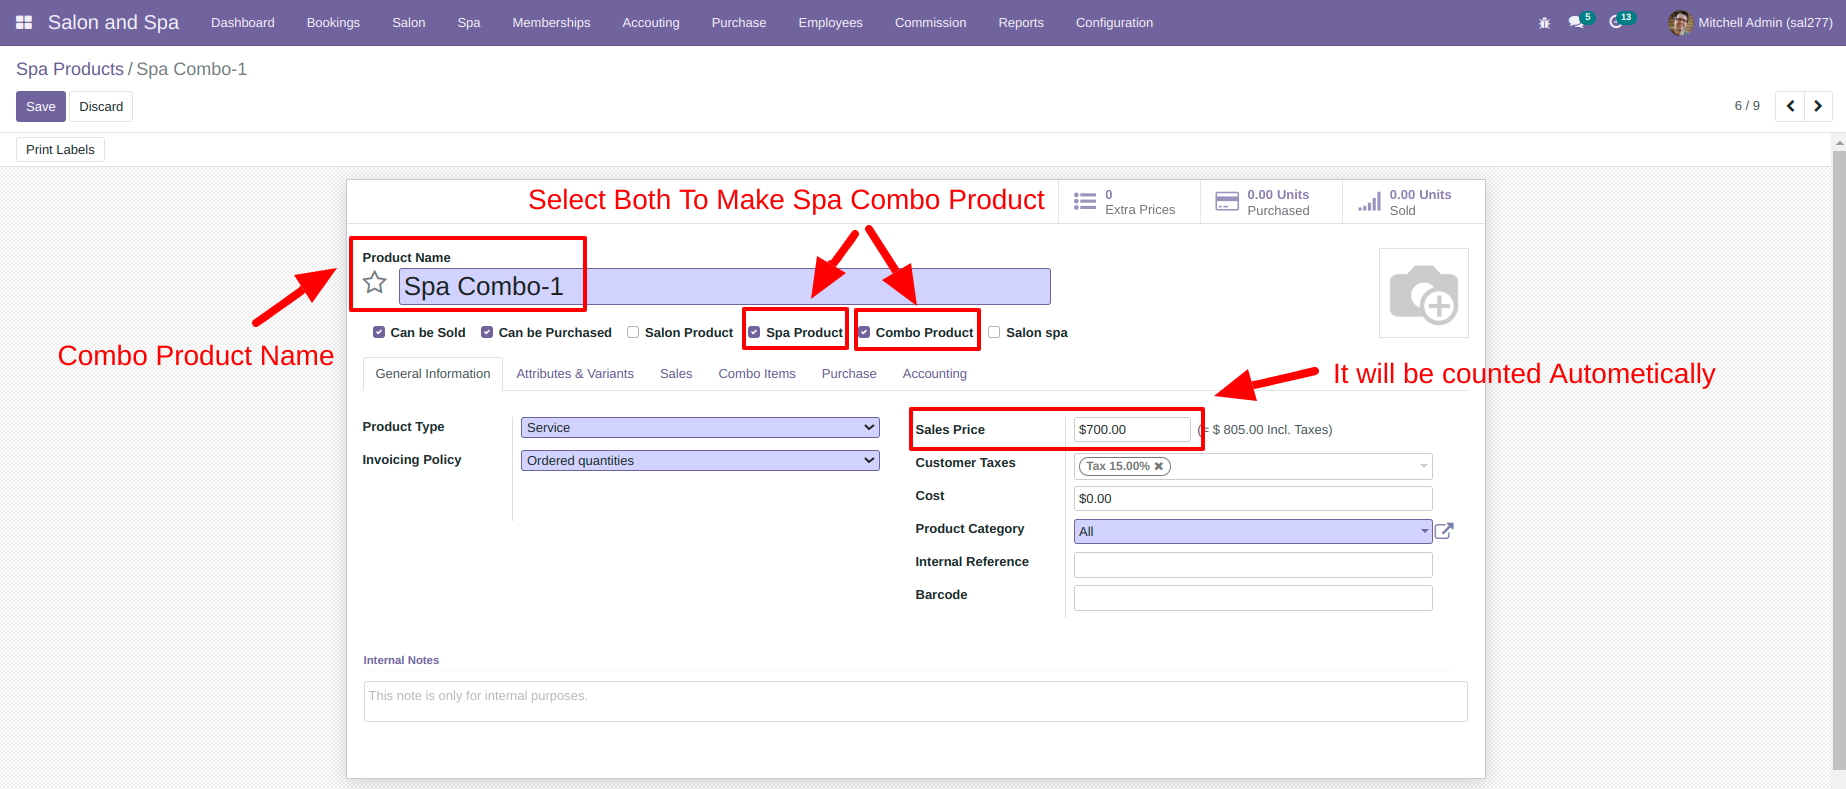 Salon and Spa Dashboard Bookings Salon Spa Memberships Accouting Purchase Employees Commission Reports Configuration 5 13 Mitchell Admin (sal277)
Spa Products / Spa Combo-1
Save Discard 6 / 9
Print Labels
Select Both To Make Spa Combo Product
0 Extra Prices
0.00 Units Purchased
0.00 Units Sold
Product Name
Spa Combo-1
Combo Product Name
Can be Sold Can be Purchased Salon Product Spa Product Combo Product Salon spa
It will be counted Autometically
General Information Attributes & Variants Sales Combo Items Purchase Accounting
Product Type Service
Invoicing Policy Ordered quantities
Sales Price $700.00 (= $ 805.00 Incl. Taxes)
Customer Taxes Tax 15.00%
Cost $0.00
Product Category All
Internal Reference
Barcode
Internal Notes
This note is only for internal purposes.